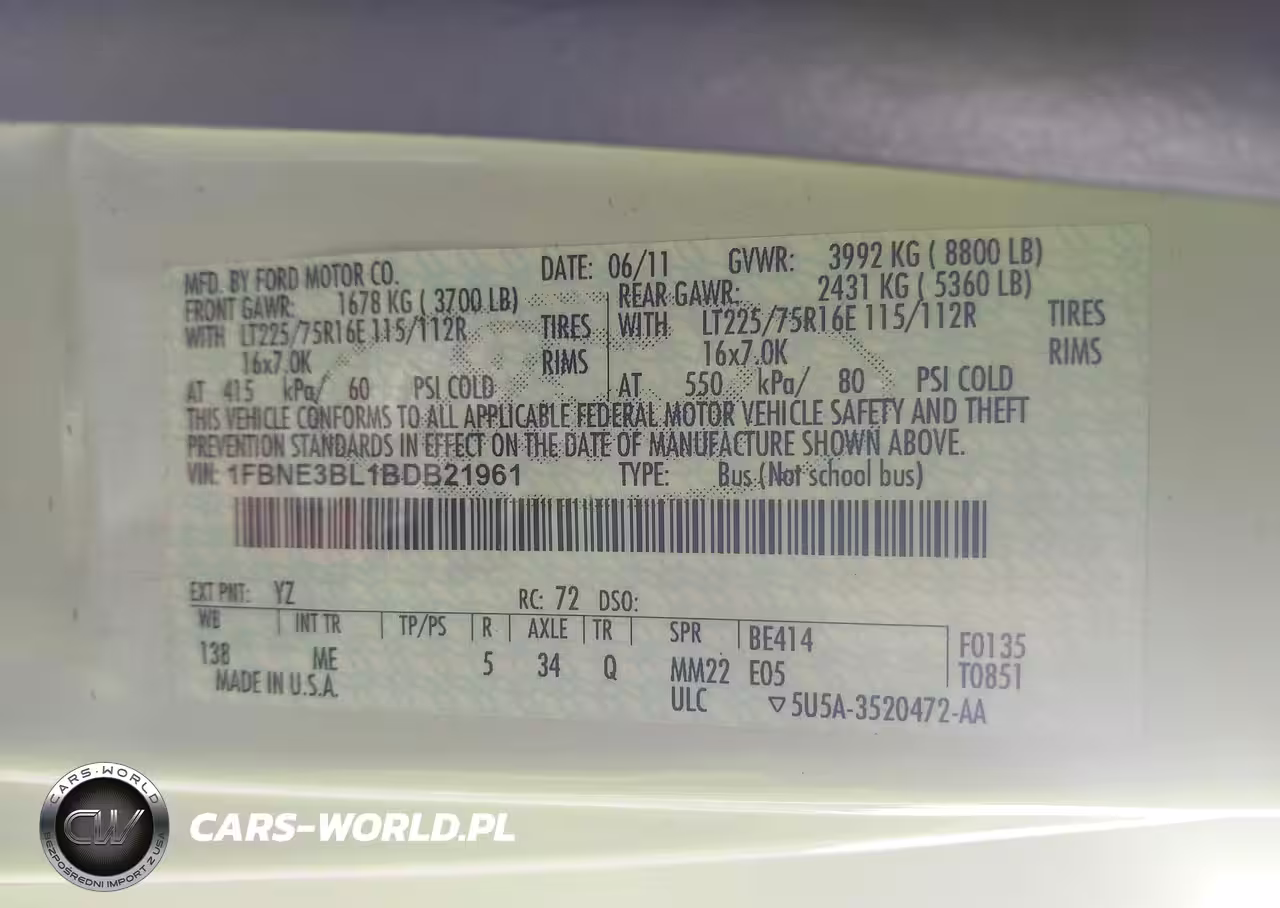 MFD. BY FORD MOTOR CO. DATE: 06/11 GVWR: 3992 KG ( 8800 LB)
FRONT GAWR: 1678 KG ( 3700 LB) REAR GAWR: 2431 KG ( 5360 LB)
WITH LT225/75R16E 115/112R TIRES WITH LT225/75R16E 115/112R TIRES
16x7.0K RIMS 16x7.0K RIMS
AT 415 kPa/ 60 PSI COLD AT 550 kPa/ 80 PSI COLD
THIS VEHICLE CONFORMS TO ALL APPLICABLE FEDERAL MOTOR VEHICLE SAFETY AND THEFT
PREVENTION STANDARDS IN EFFECT ON THE DATE OF MANUFACTURE SHOWN ABOVE.
VIN: 1FBNE3BL1BDB21961 TYPE: Bus (Not school bus)
EXT PNT: YZ RC: 72 DSO:
WB INT TR TP/PS R AXLE TR SPR BE414 F0135
138 ME 5 34 Q MM22 E05 T0851
MADE IN U.S.A. ULC ▽5U5A-3520472-AA
CARS-WORLD
CW
BEZPOŚREDNI IMPORT Z USA
CARS-WORLD.PL